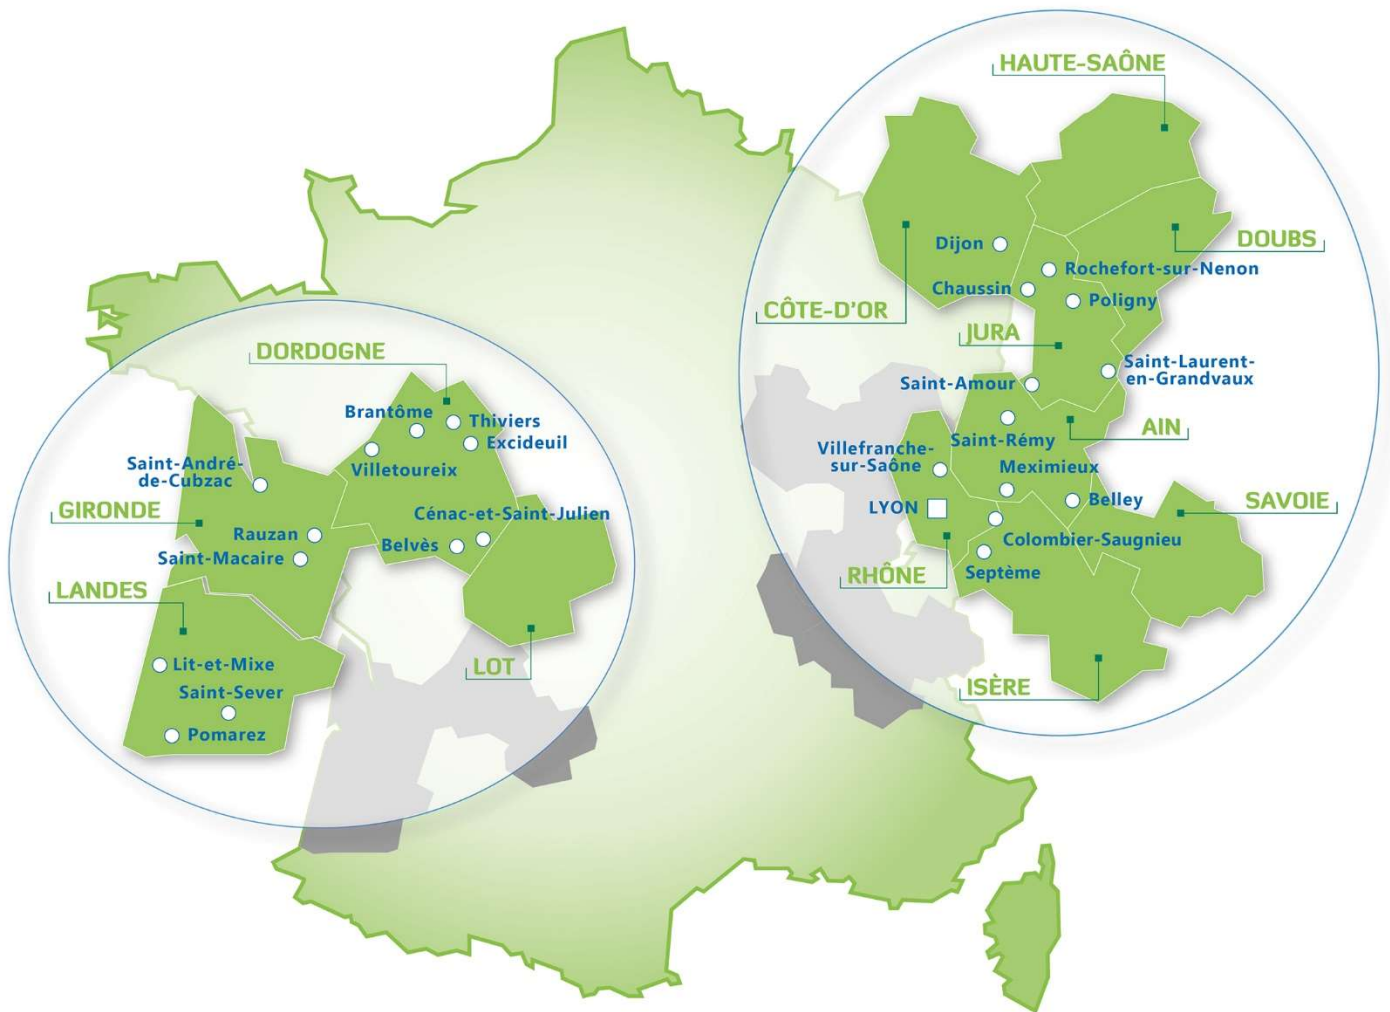 HAUTE-SAÔNE
Dijon
DOUBS
Rochefort-sur-Nenon
Chaussin
Poligny
CÔTE-D'OR
JURA
Saint-Laurent-
en-Grandvaux
Saint-Amour
AIN
Saint-Rémy
Villefranche-
sur-Saône
Meximieux
Belley
SAVOIE
LYON
Colombier-Saugnieu
Septème
RHÔNE
ISÈRE
DORDOGNE
Brantôme
Thiviers
Excideuil
Villetoureix
Saint-André-
de-Cubzac
GIRONDE
Cénac-et-Saint-Julien
Rauzan
Belvès
Saint-Macaire
LANDES
LOT
Lit-et-Mixe
Saint-Sever
Pomarez